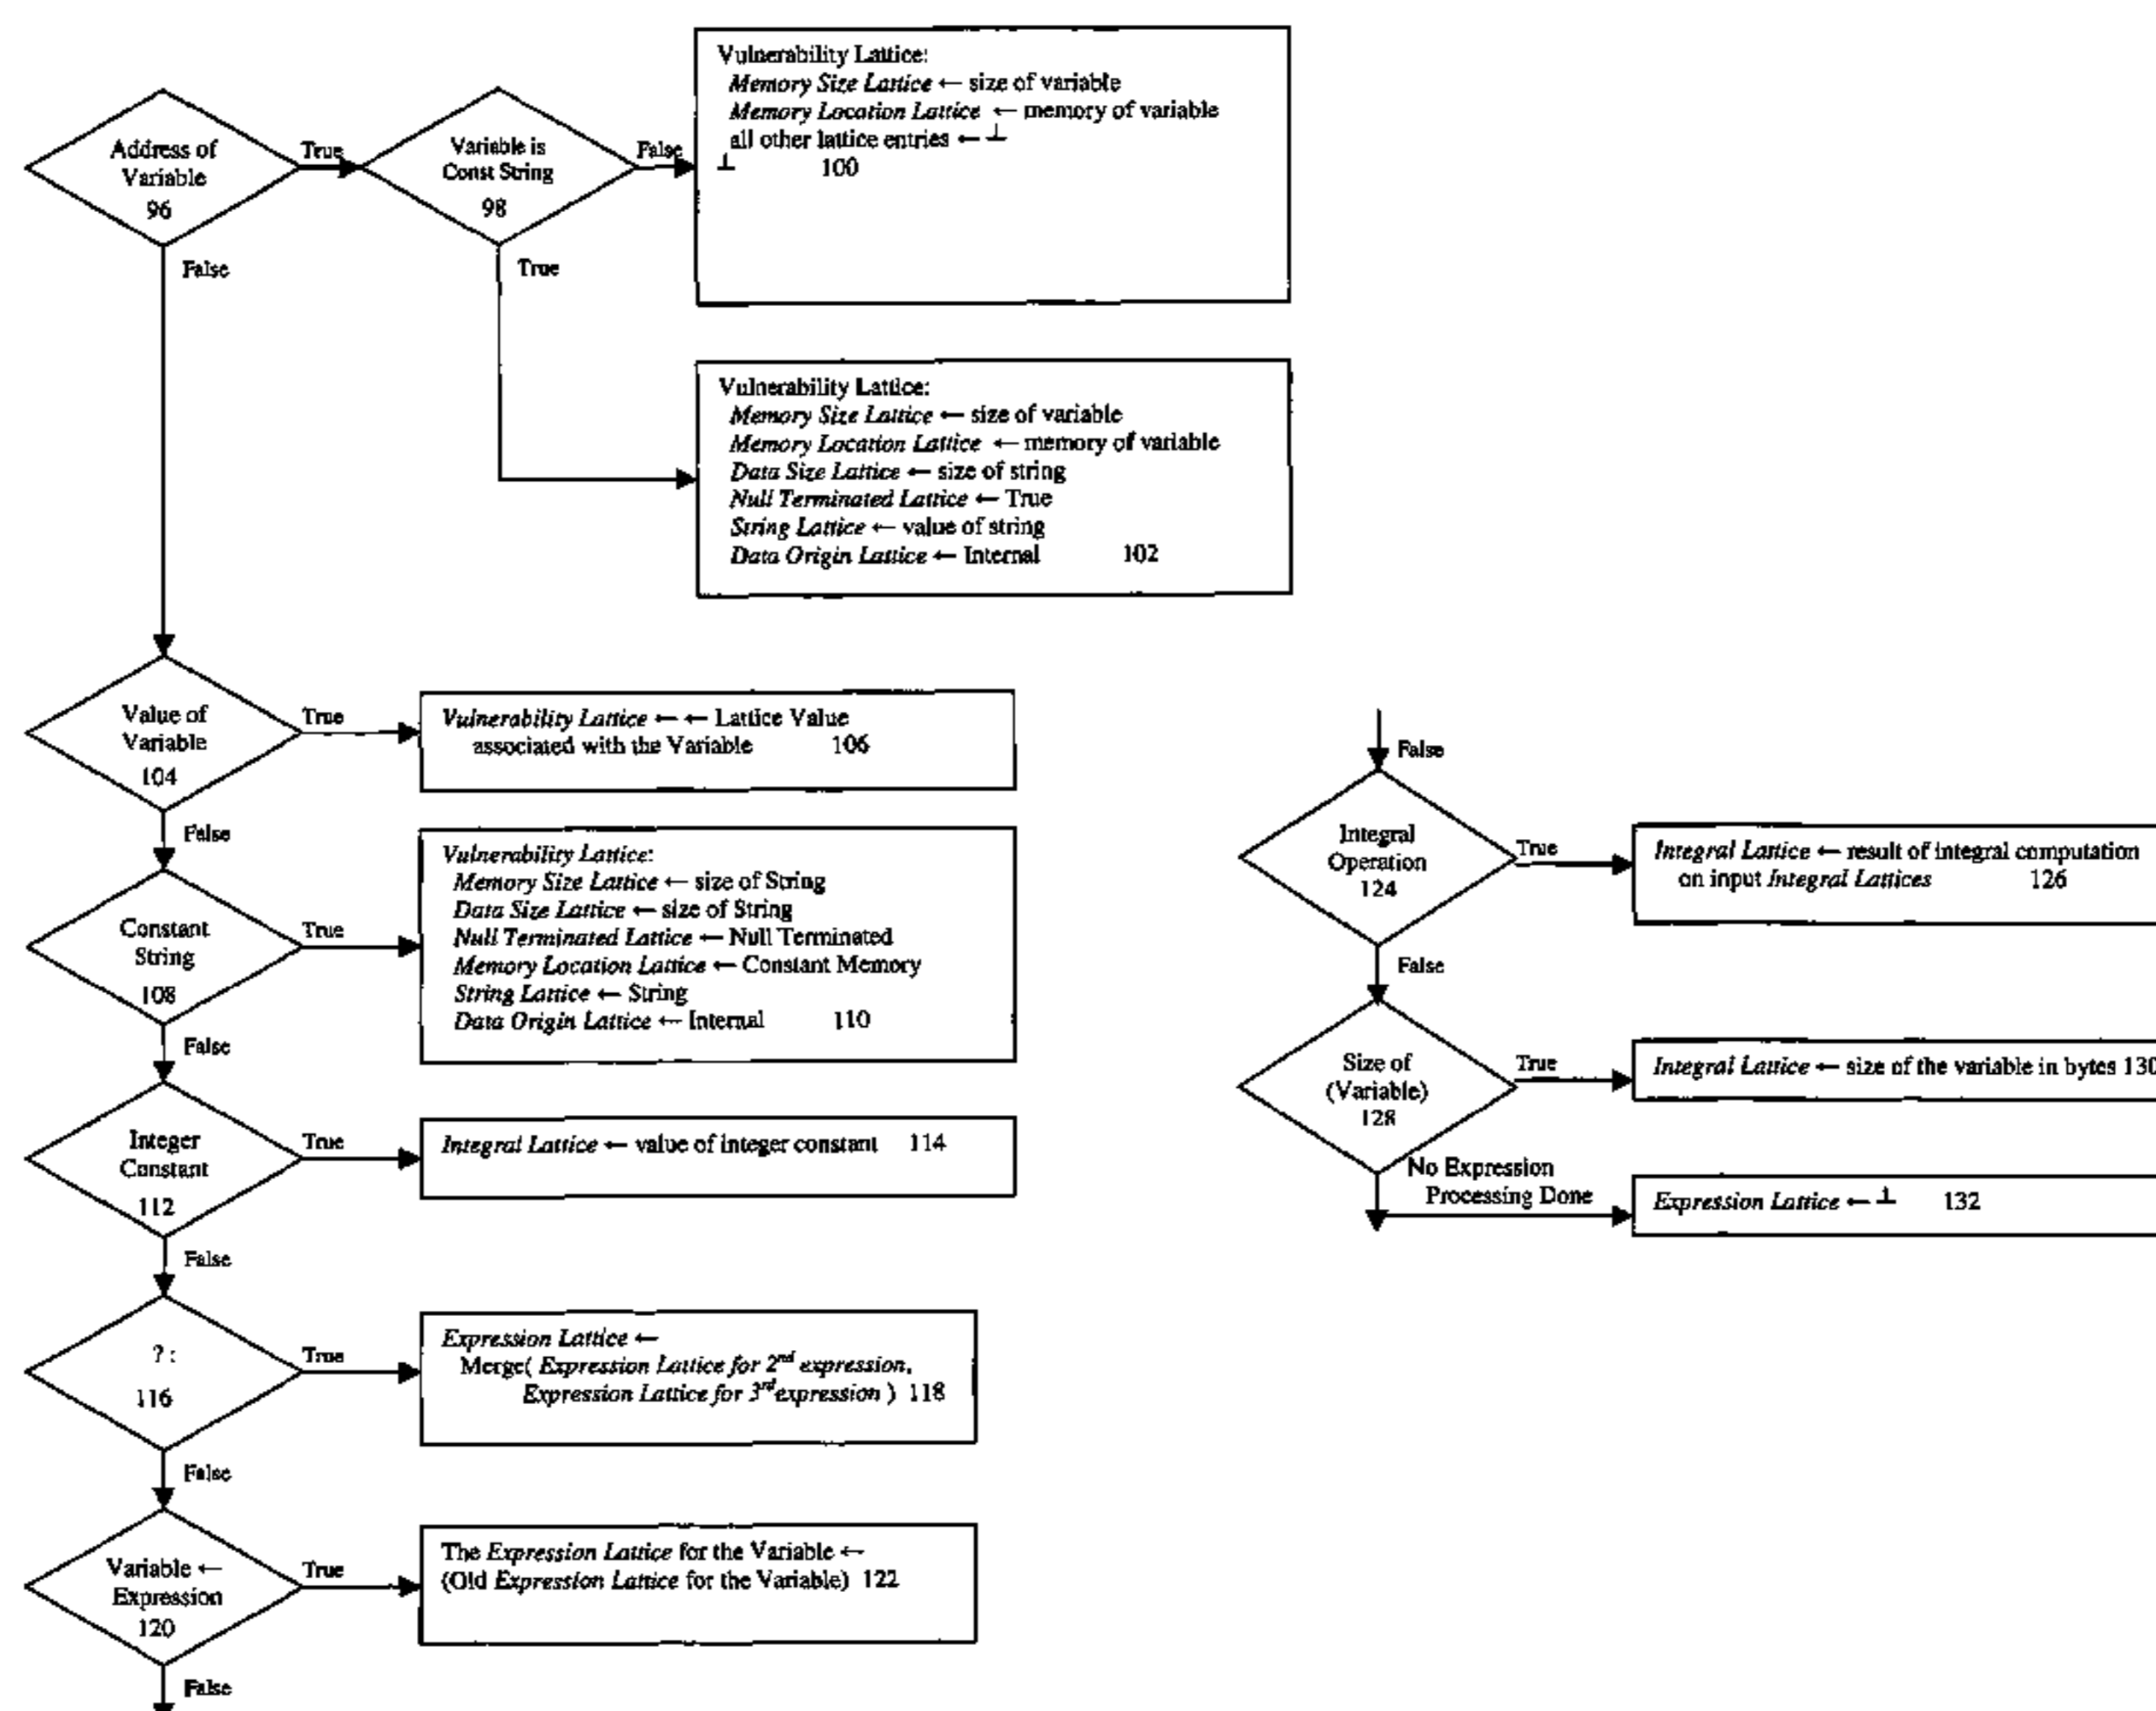 Address of
Variable
96
True
Variable is
Const String
98
False
Vulnerability Lattice:
Memory Size Lattice ← size of variable
Memory Location Lattice ← memory of variable
all other lattice entries ← ⊥
⊥ 100
False
True
Vulnerability Lattice:
Memory Size Lattice ← size of variable
Memory Location Lattice ← memory of variable
Data Size Lattice ← size of string
Null Terminated Lattice ← True
String Lattice ← value of string
Data Origin Lattice ← Internal 102
Value of
Variable
104
True
Vulnerability Lattice ← ← Lattice Value
associated with the Variable 106
False
Constant
String
108
True
Vulnerability Lattice:
Memory Size Lattice ← size of String
Data Size Lattice ← size of String
Null Terminated Lattice ← Null Terminated
Memory Location Lattice ← Constant Memory
String Lattice ← String
Data Origin Lattice ← Internal 110
False
Integer
Constant
112
True
Integral Lattice ← value of integer constant 114
False
? :
116
True
Expression Lattice ←
Merge( Expression Lattice for 2nd expression,
Expression Lattice for 3rd expression ) 118
False
Variable ←
Expression
120
True
The Expression Lattice for the Variable ←
(Old Expression Lattice for the Variable) 122
False
False
Integral
Operation
124
True
Integral Lattice ← result of integral computation
on input Integral Lattices 126
False
Size of
(Variable)
128
True
Integral Lattice ← size of the variable in bytes 130
No Expression
Processing Done
Expression Lattice ← ⊥ 132